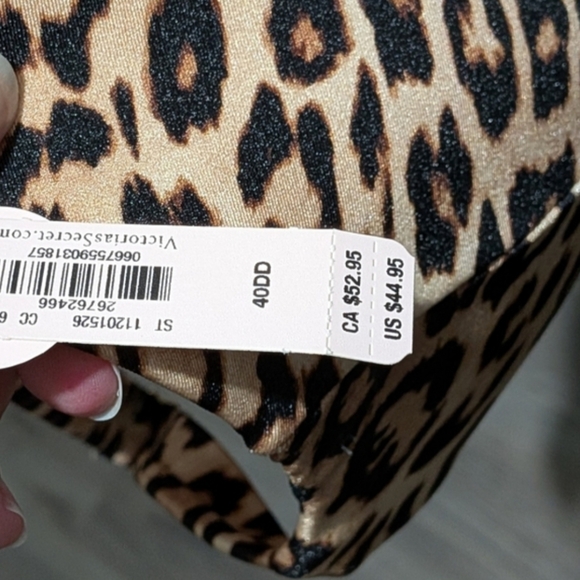 VictoriasSecret.com
0667559031857
26762466
ST 11201526 CC 6
40DD
CA $52.95
US $44.95